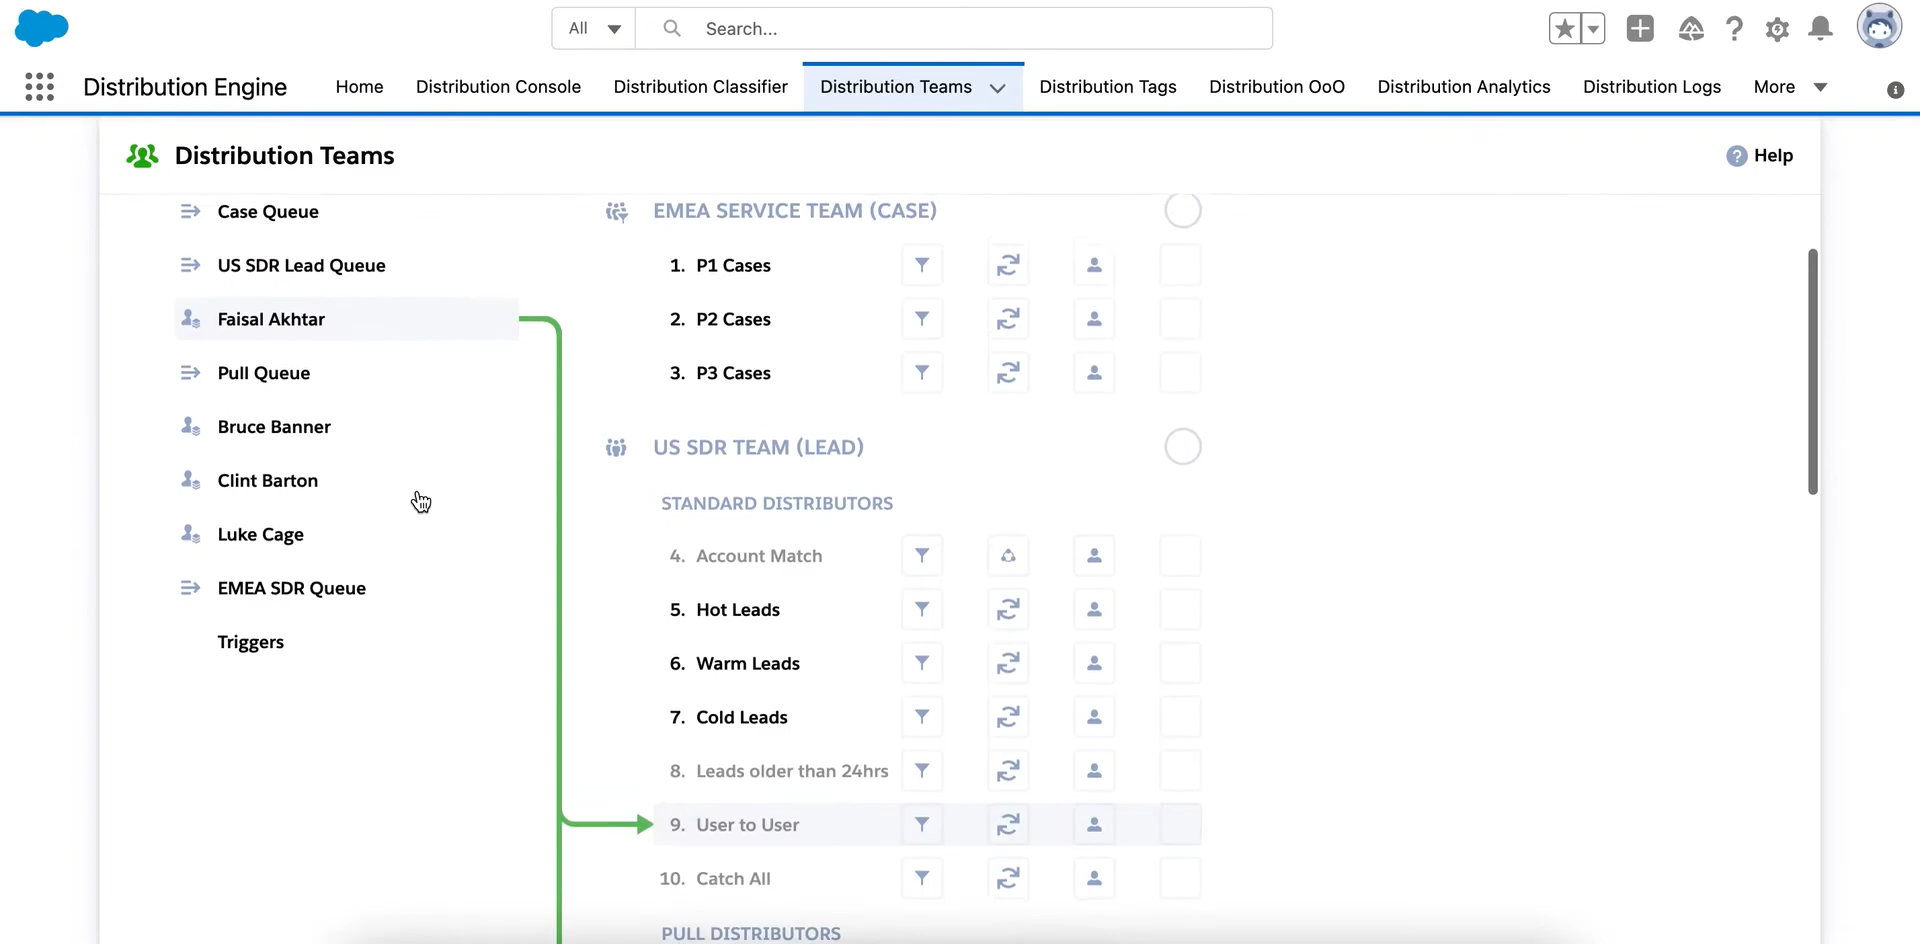 All
Search...
Distribution Engine
Home
Distribution Console
Distribution Classifier
Distribution Teams
Distribution Tags
Distribution OoO
Distribution Analytics
Distribution Logs
More
Distribution Teams
Help
Case Queue
US SDR Lead Queue
Faisal Akhtar
Pull Queue
Bruce Banner
Clint Barton
Luke Cage
EMEA SDR Queue
Triggers
EMEA SERVICE TEAM (CASE)
1. P1 Cases
2. P2 Cases
3. P3 Cases
US SDR TEAM (LEAD)
STANDARD DISTRIBUTORS
4. Account Match
5. Hot Leads
6. Warm Leads
7. Cold Leads
8. Leads older than 24hrs
9. User to User
10. Catch All
PULL DISTRIBUTORS